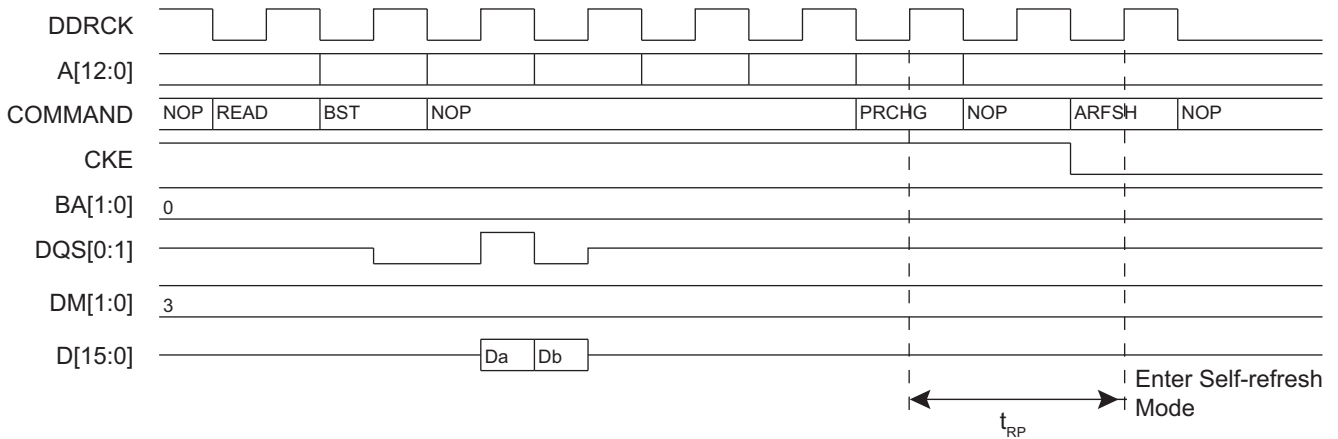 DDRCK
A[12:0]
COMMAND NOP READ BST NOP PRCHG NOP ARFSH NOP
CKE
BA[1:0] 0
DQS[0:1]
DM[1:0] 3
D[15:0] Da Db
Enter Self-refresh
Mode
tRP